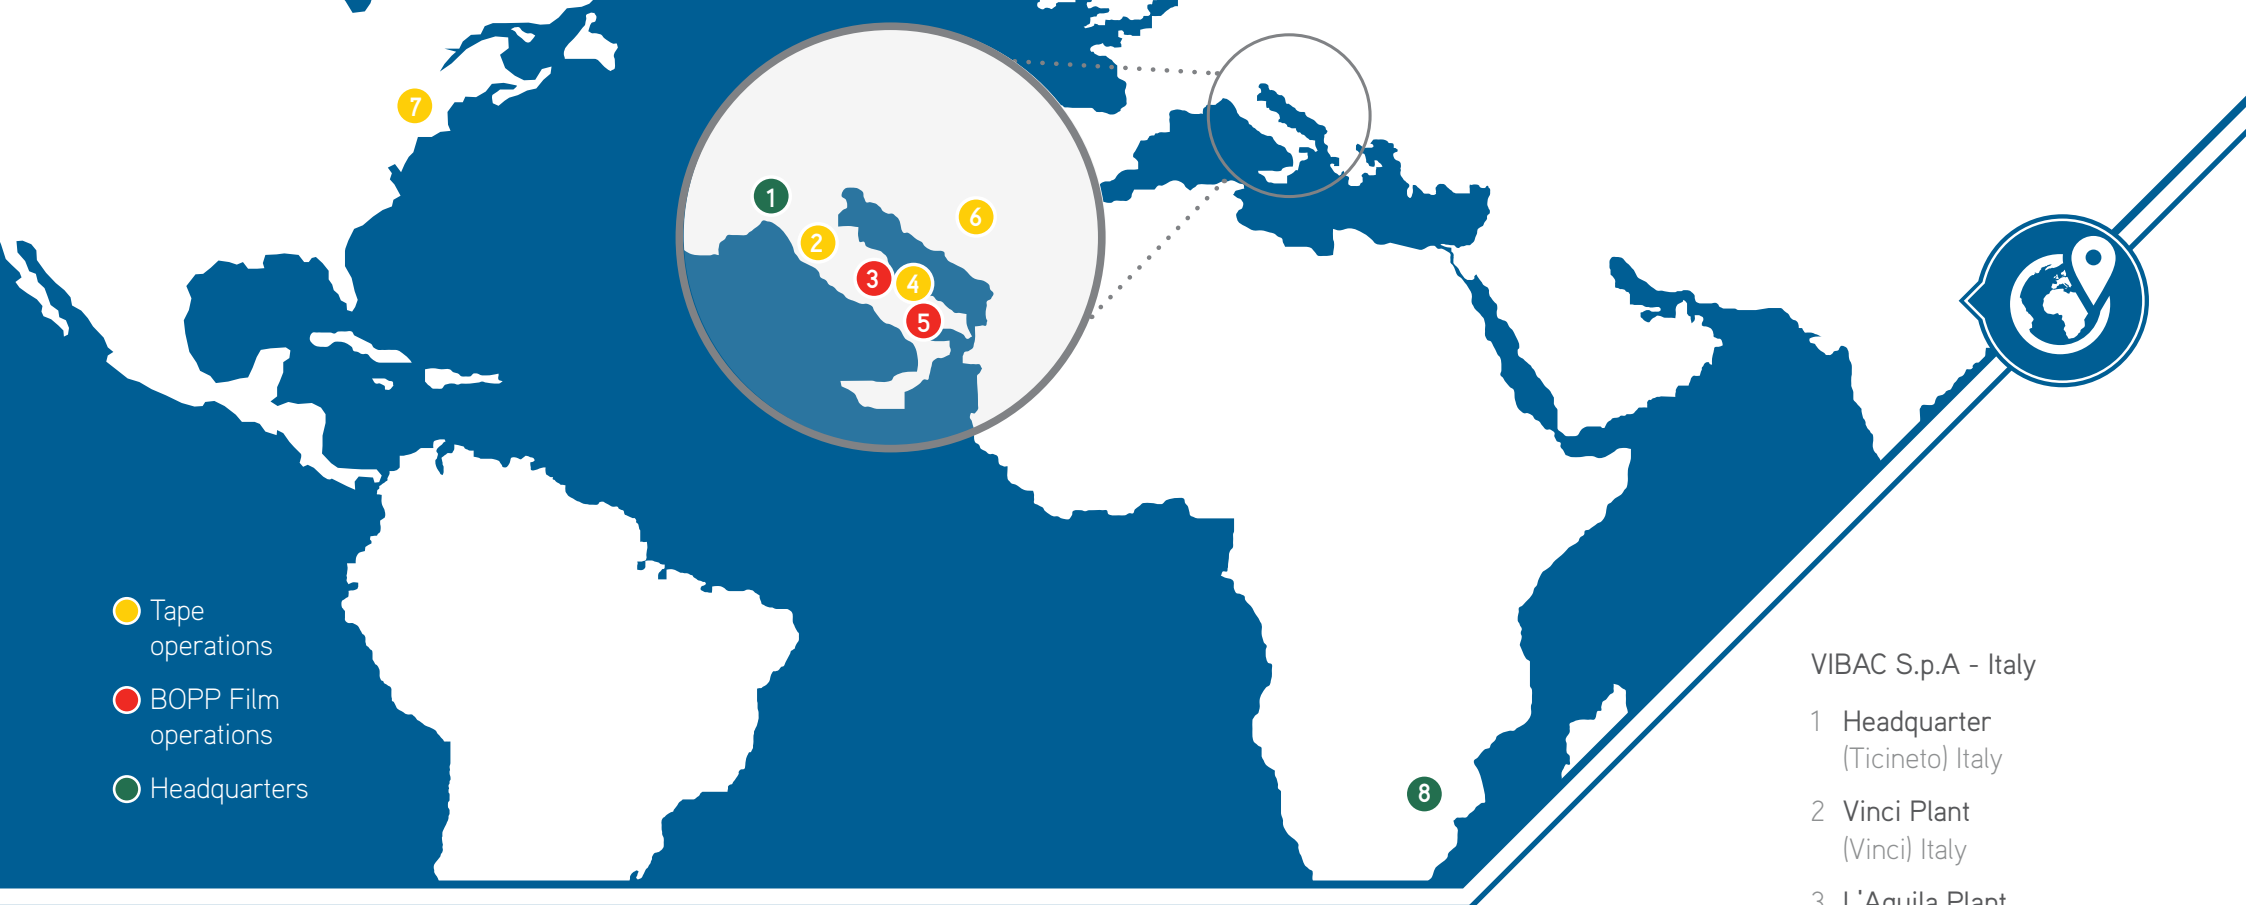 7
1
6
2
3
4
5
8
Tape
operations
BOPP Film
operations
Headquarters
VIBAC S.p.A - Italy
1 Headquarter
(Ticineto) Italy
2 Vinci Plant
(Vinci) Italy
3 L'Aquila Plant